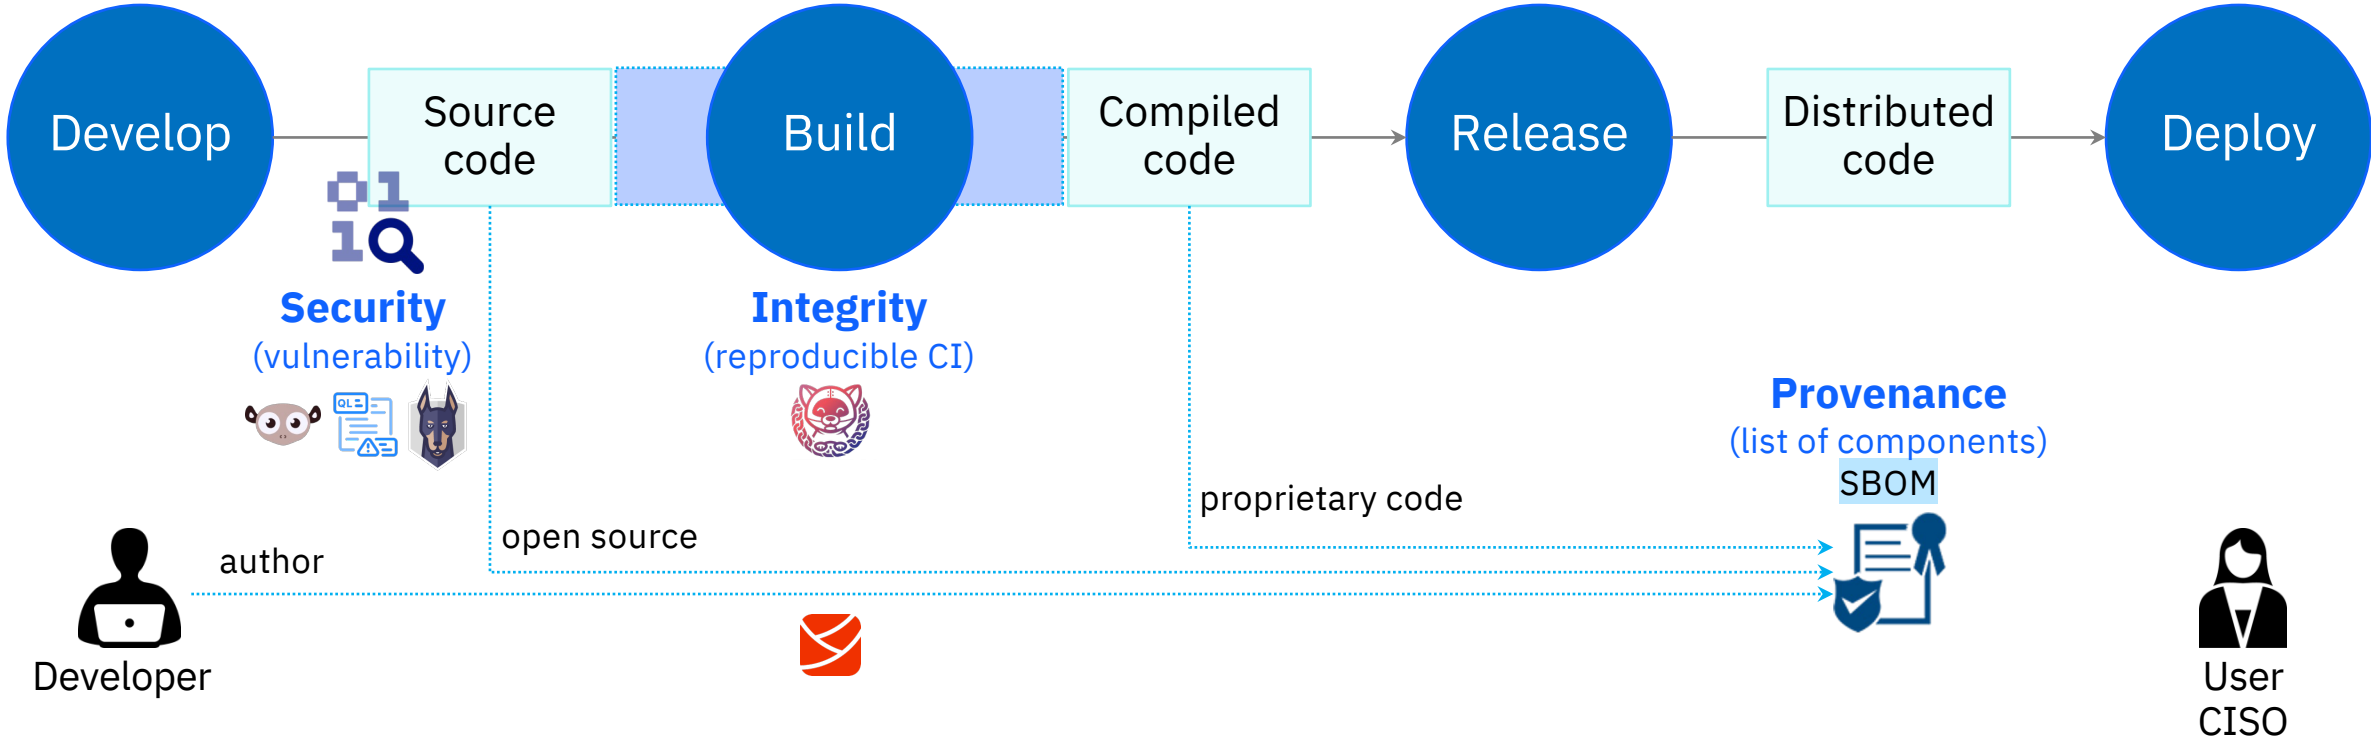 Develop
Source
code
Build
Compiled
code
Release
Distributed
code
Deploy
Security
(vulnerability)
QL
Integrity
(reproducible CI)
Provenance
(list of components)
SBOM
proprietary code
open source
author
Developer
User
CISO